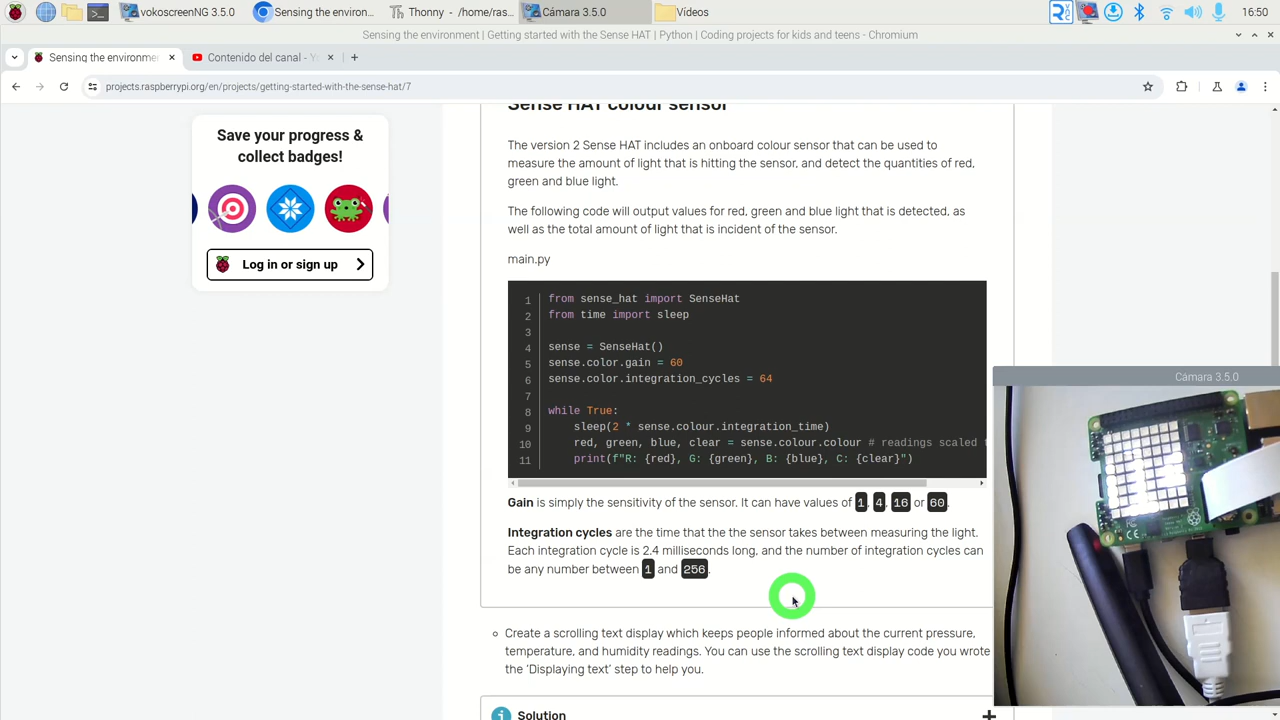 vokoscreenNG 3.5.0
Sensing the environ...
Thonny - /home/ras...
Cámara 3.5.0
Vídeos
16:50
Sensing the environment | Getting started with the Sense HAT | Python | Coding projects for kids and teens - Chromium
Sensing the environme
Contenido del canal - Y
projects.raspberrypi.org/en/projects/getting-started-with-the-sense-hat/7
Save your progress &
collect badges!
Log in or sign up
Sense HAT colour sensor
The version 2 Sense HAT includes an onboard colour sensor that can be used to
measure the amount of light that is hitting the sensor, and detect the quantities of red,
green and blue light.
The following code will output values for red, green and blue light that is detected, as
well as the total amount of light that is incident of the sensor.
main.py
1 from sense_hat import SenseHat
2 from time import sleep
3
4 sense = SenseHat()
5 sense.color.gain = 60
6 sense.color.integration_cycles = 64
7
8 while True:
9 sleep(2 * sense.colour.integration_time)
10 red, green, blue, clear = sense.colour.colour # readings scaled
11 print(f"R: {red}, G: {green}, B: {blue}, C: {clear}")
Gain is simply the sensitivity of the sensor. It can have values of 1, 4, 16 or 60.
Integration cycles are the time that the the sensor takes between measuring the light.
Each integration cycle is 2.4 milliseconds long, and the number of integration cycles can
be any number between 1 and 256.
Create a scrolling text display which keeps people informed about the current pressure,
temperature, and humidity readings. You can use the scrolling text display code you wrote
the 'Displaying text' step to help you.
Solution
Cámara 3.5.0